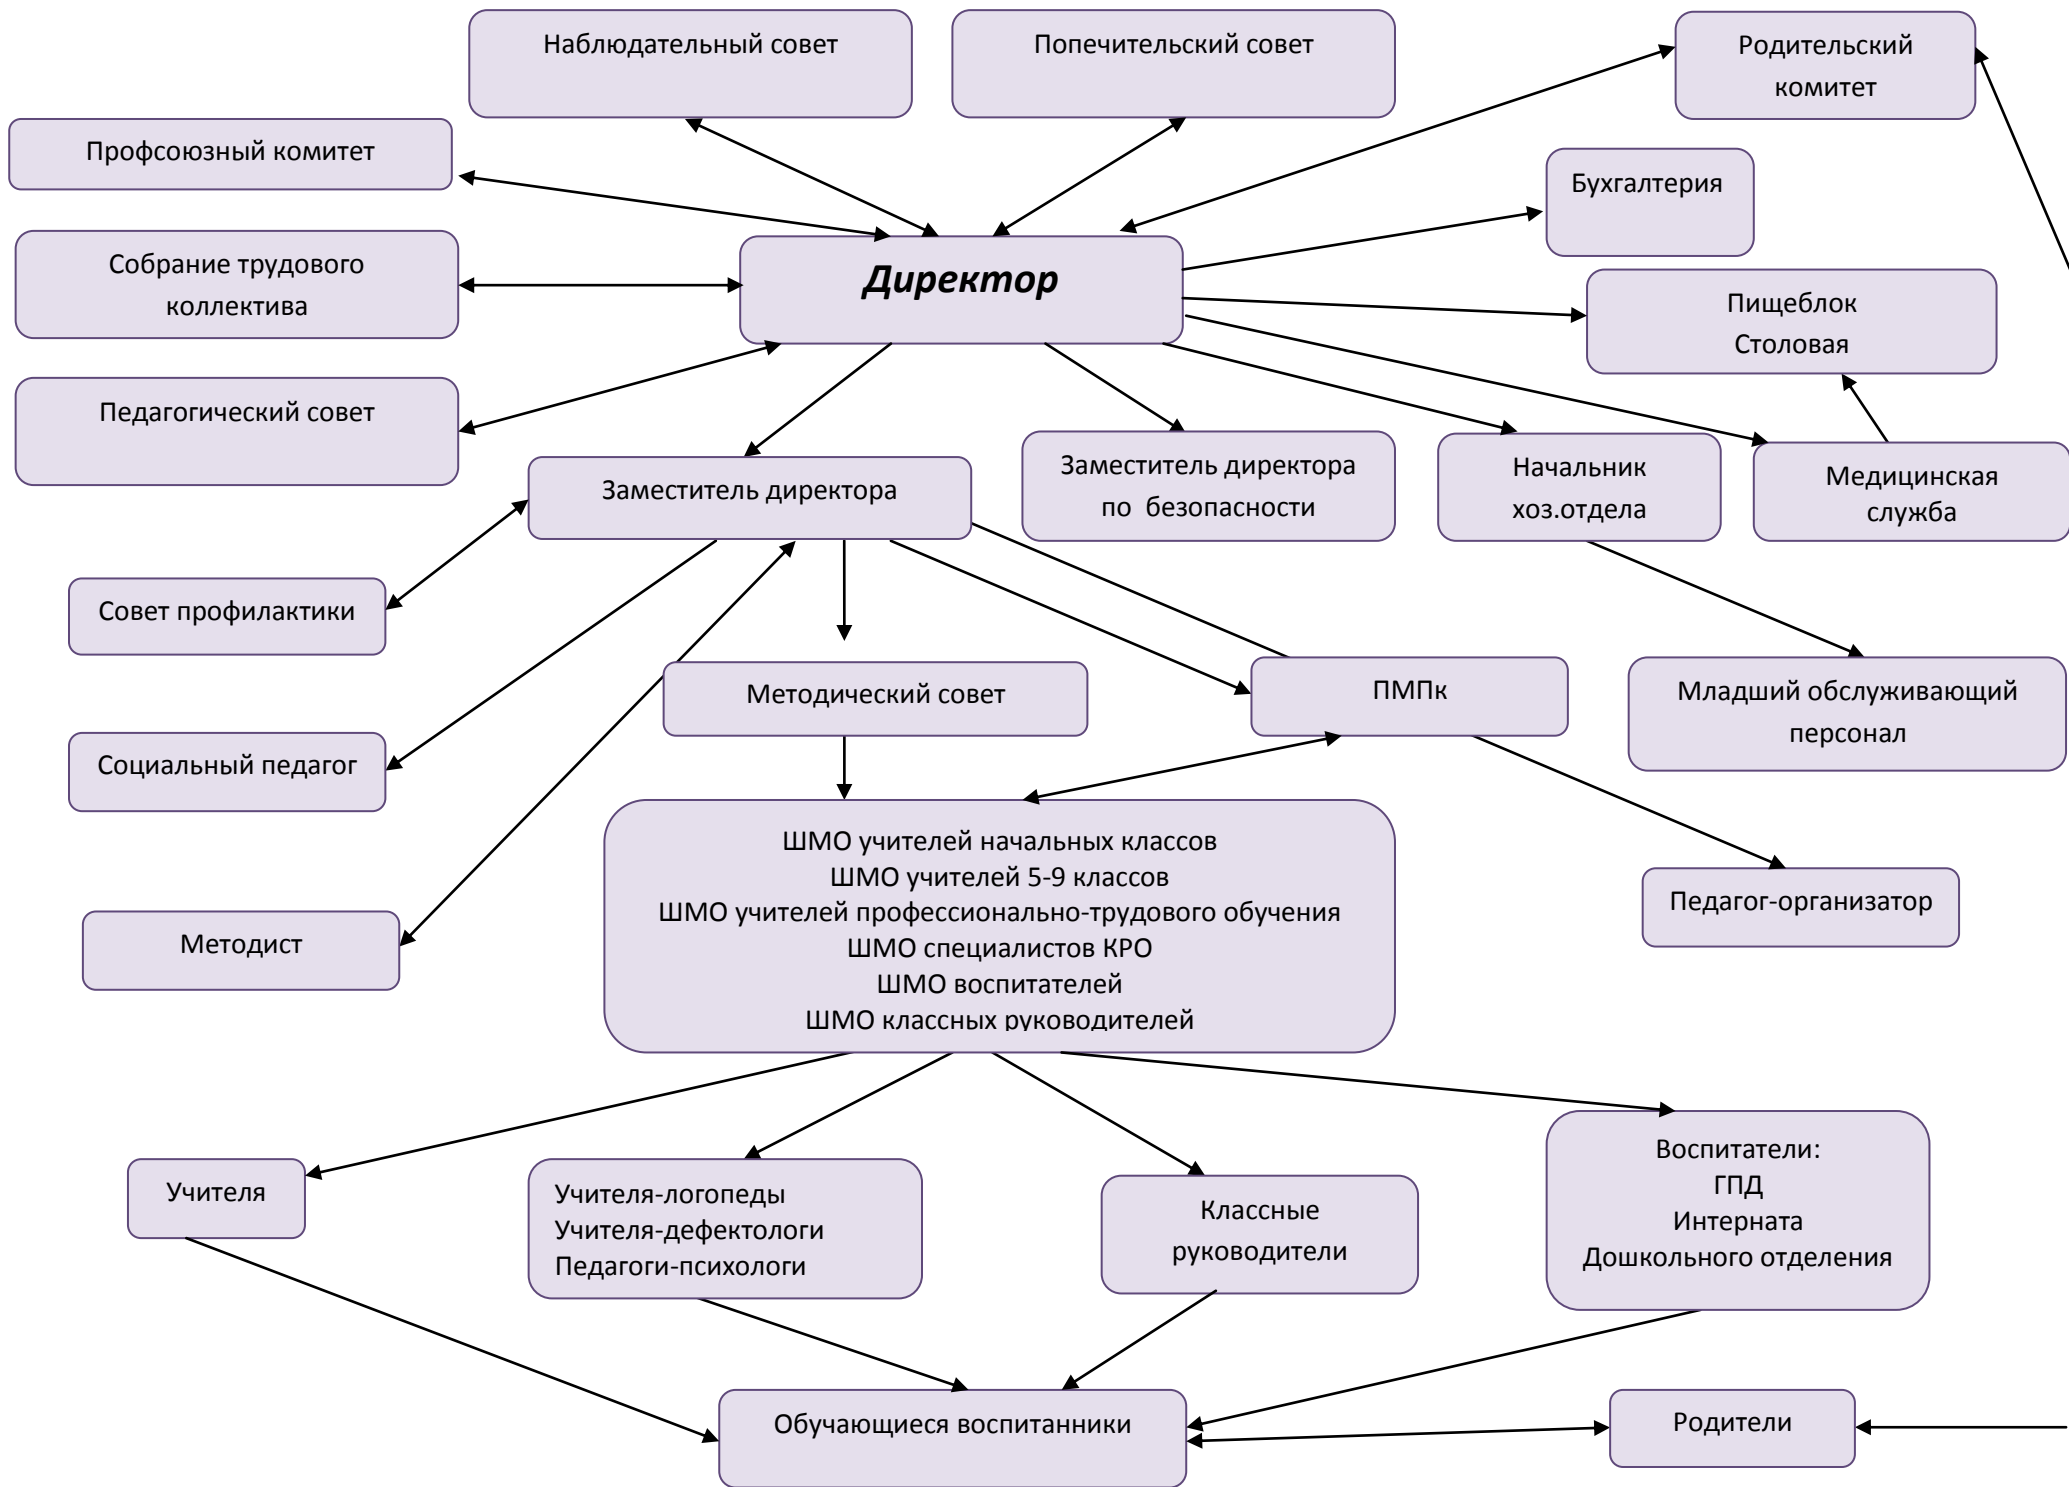 Наблюдательный совет
Попечительский совет
Родительский
комитет
Профсоюзный комитет
Бухгалтерия
Собрание трудового
коллектива
Директор
Пищеблок
Столовая
Педагогический совет
Заместитель директора
Заместитель директора
по безопасности
Начальник
хоз.отдела
Медицинская
служба
Совет профилактики
Методический совет
ПМПк
Младший обслуживающий
персонал
Социальный педагог
ШМО учителей начальных классов
ШМО учителей 5-9 классов
ШМО учителей профессионально-трудового обучения
ШМО специалистов КРО
ШМО воспитателей
ШМО классных руководителей
Педагог-организатор
Методист
Учителя
Учителя-логопеды
Учителя-дефектологи
Педагоги-психологи
Классные
руководители
Воспитатели:
ГПД
Интерната
Дошкольного отделения
Обучающиеся воспитанники
Родители